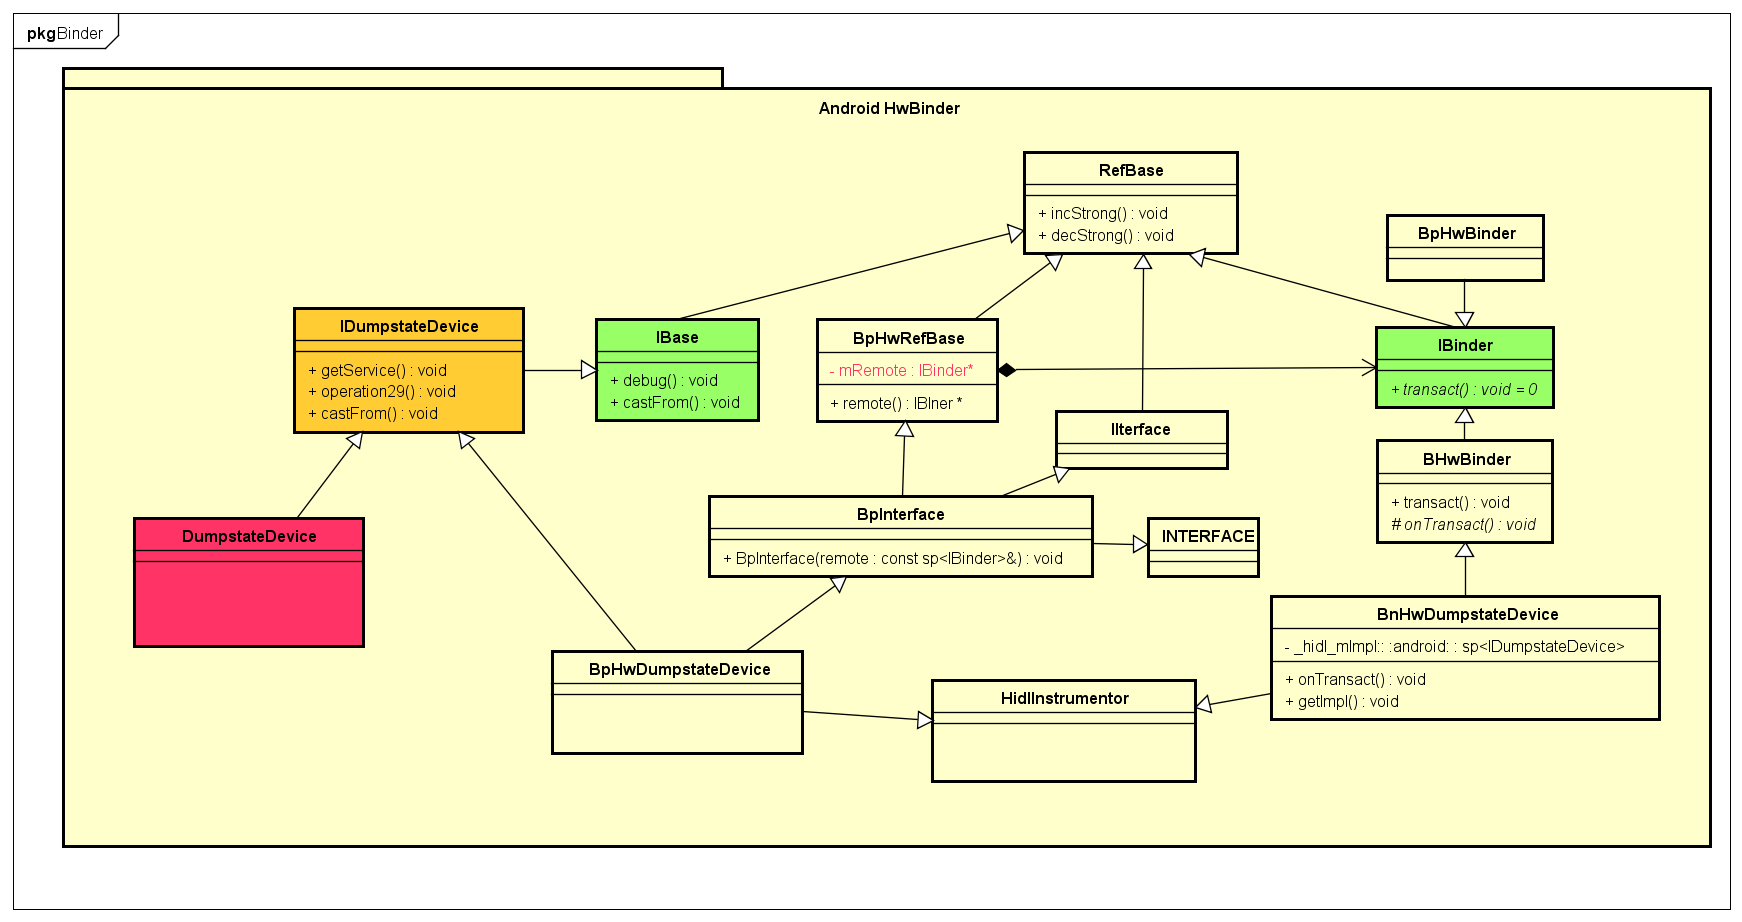 pkgBinder
Android HwBinder
RefBase
+ incStrong() : void
+ decStrong() : void
BpHwBinder
IDumpstateDevice
+ getService() : void
+ operation29() : void
+ castFrom() : void
IBase
+ debug() : void
+ castFrom() : void
BpHwRefBase
- mRemote : IBinder*
+ remote() : IBIner *
IBinder
+ transact() : void = 0
IIterface
BHwBinder
+ transact() : void
# onTransact() : void
BpInterface
+ BpInterface(remote : const sp<IBinder>&) : void
INTERFACE
DumpstateDevice
BnHwDumpstateDevice
- _hidl_mImpl: : :android: : sp<IDumpstateDevice>
+ onTransact() : void
+ getImpl() : void
BpHwDumpstateDevice
HidlInstrumentor